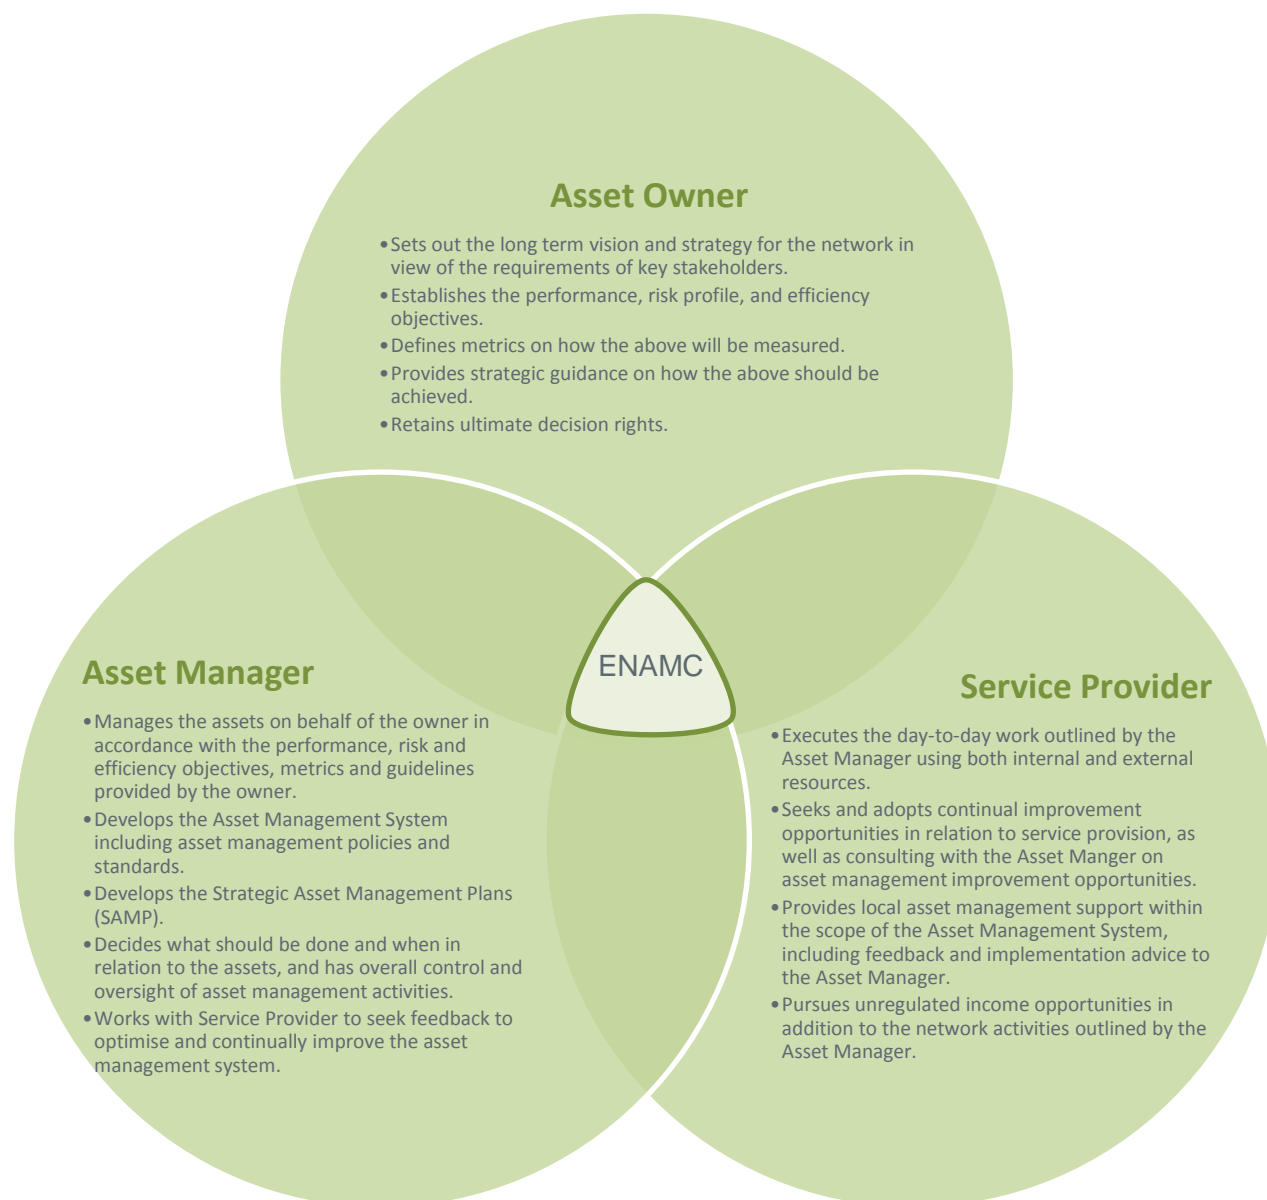 Asset Owner
•Sets out the long term vision and strategy for the network in
view of the requirements of key stakeholders.
•Establishes the performance, risk profile, and efficiency
objectives.
•Defines metrics on how the above will be measured.
•Provides strategic guidance on how the above should be
achieved.
•Retains ultimate decision rights.
ENAMC
Asset Manager
•Manages the assets on behalf of the owner in
accordance with the performance, risk and
efficiency objectives, metrics and guidelines
provided by the owner.
•Develops the Asset Management System
including asset management policies and
standards.
•Develops the Strategic Asset Management Plans
(SAMP).
•Decides what should be done and when in
relation to the assets, and has overall control and
oversight of asset management activities.
•Works with Service Provider to seek feedback to
optimise and continually improve the asset
management system.
Service Provider
•Executes the day-to-day work outlined by the
Asset Manager using both internal and external
resources.
•Seeks and adopts continual improvement
opportunities in relation to service provision, as
well as consulting with the Asset Manger on
asset management improvement opportunities.
•Provides local asset management support within
the scope of the Asset Management System,
including feedback and implementation advice to
the Asset Manager.
•Pursues unregulated income opportunities in
addition to the network activities outlined by the
Asset Manager.